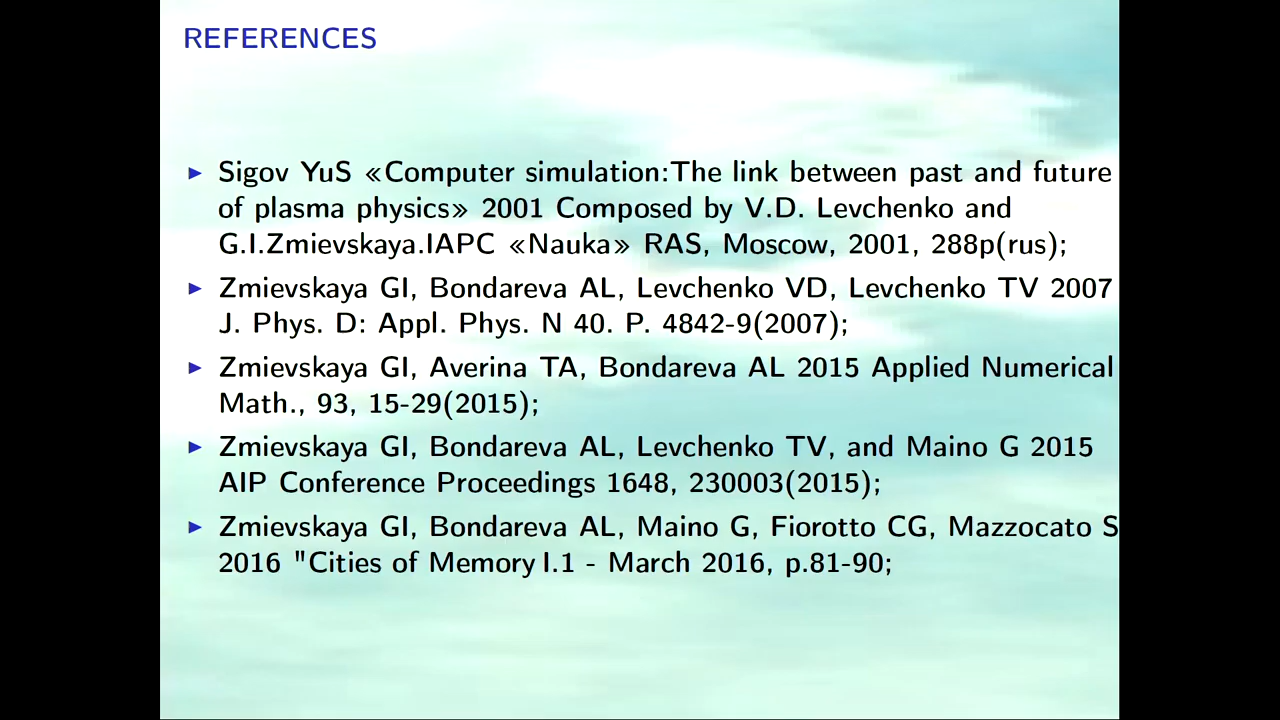 REFERENCES
Sigov YuS «Computer simulation:The link between past and future
of plasma physics» 2001 Composed by V.D. Levchenko and
G.I.Zmievskaya.IAPC «Nauka» RAS, Moscow, 2001, 288p(rus);
Zmievskaya GI, Bondareva AL, Levchenko VD, Levchenko TV 2007
J. Phys. D: Appl. Phys. N 40. P. 4842-9(2007);
Zmievskaya GI, Averina TA, Bondareva AL 2015 Applied Numerical
Math., 93, 15-29(2015);
Zmievskaya GI, Bondareva AL, Levchenko TV, and Maino G 2015
AIP Conference Proceedings 1648, 230003(2015);
Zmievskaya GI, Bondareva AL, Maino G, Fiorotto CG, Mazzocato S
2016 "Cities of Memory I.1 - March 2016, p.81-90;